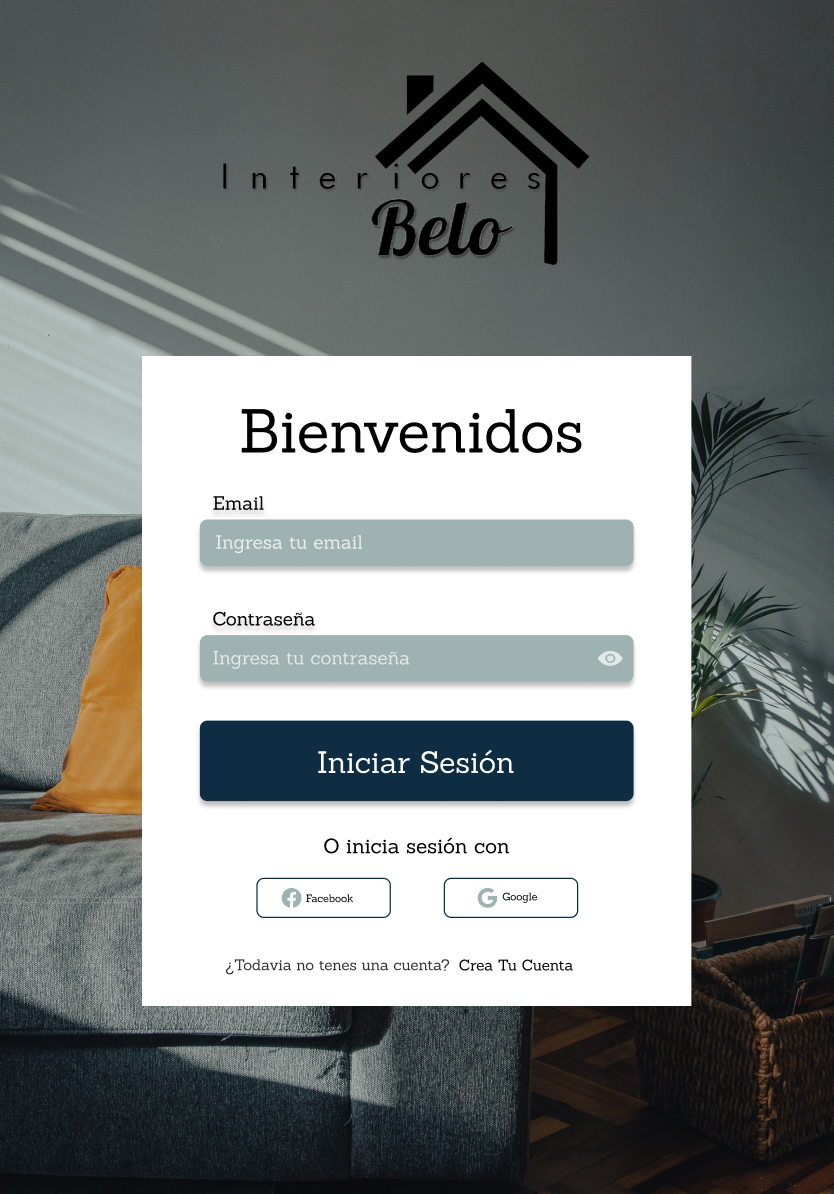 Interiores
Belo
Bienvenidos
Email
Ingresa tu email
Contraseña
Ingresa tu contraseña
Iniciar Sesión
O inicia sesión con
Facebook
Google
¿Todavia no tenes una cuenta? Crea Tu Cuenta